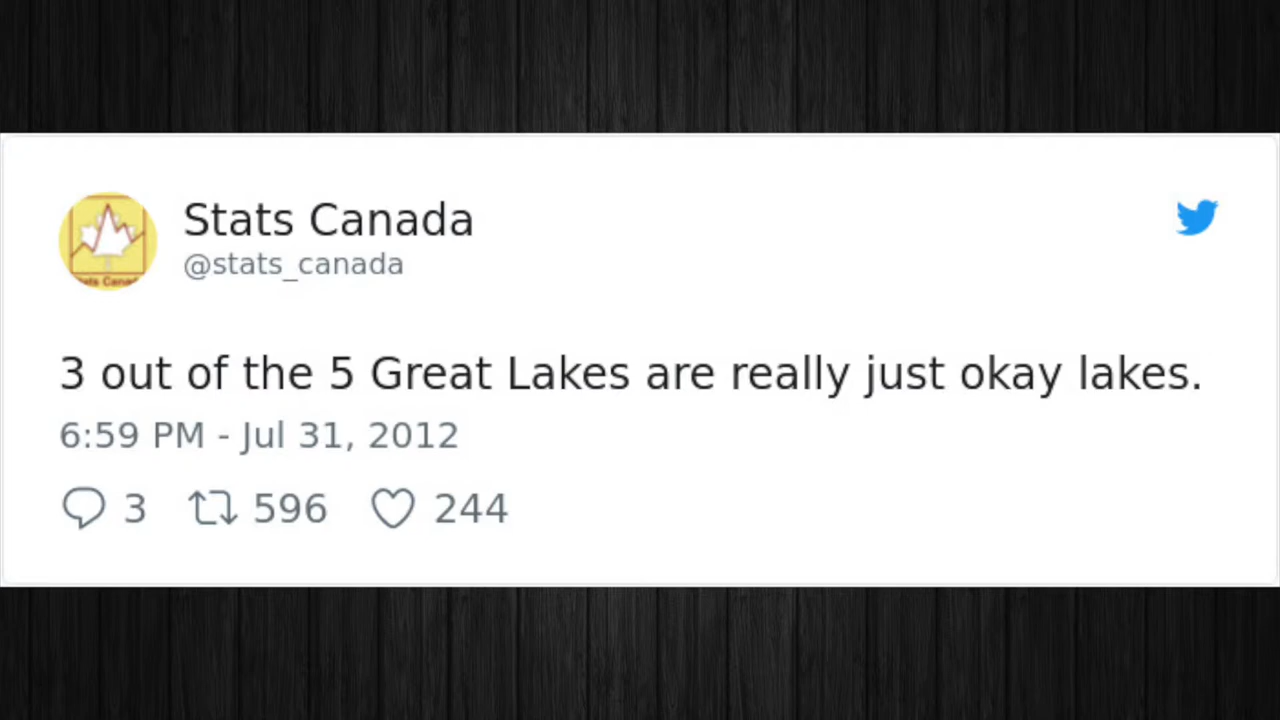 Stats Canada
@stats_canada
3 out of the 5 Great Lakes are really just okay lakes.
6:59 PM - Jul 31, 2012
3 596 244